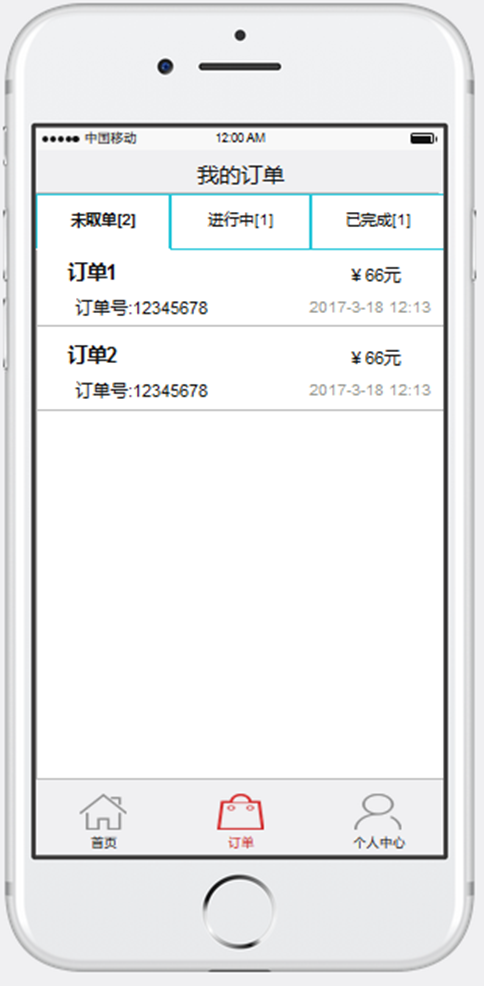 中国移动 12:00 AM
我的订单
未取单[2] 进行中[1] 已完成[1]
订单1 ¥66元
订单号:12345678 2017-3-18 12:13
订单2 ¥66元
订单号:12345678 2017-3-18 12:13
首页 订单 个人中心